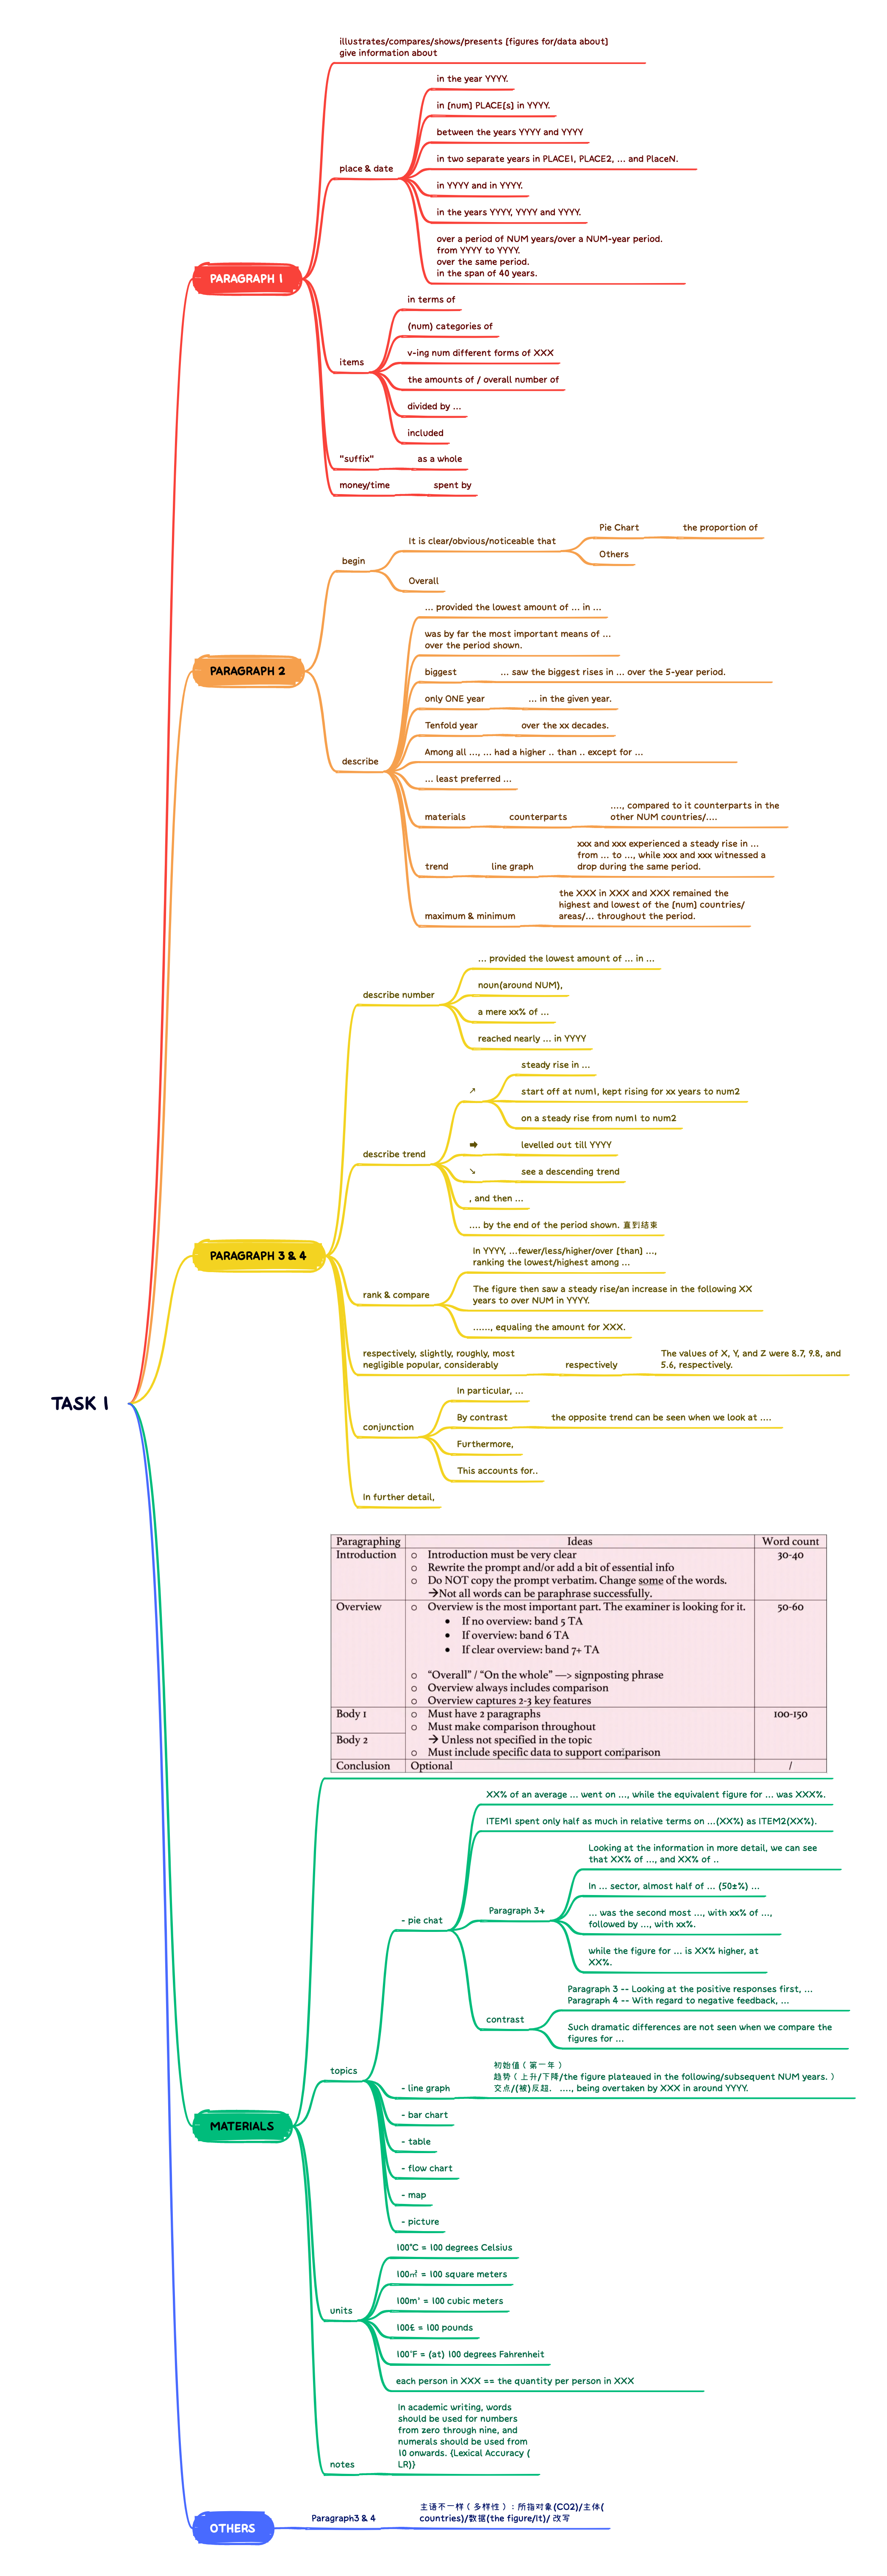 illustrates/compares/shows/presents [figures for/data about]
give information about
in the year YYYY.
in [num] PLACE[s] in YYYY.
between the years YYYY and YYYY
place & date
in two separate years in PLACE1, PLACE2, ... and PlaceN.
in YYYY and in YYYY.
in the years YYYY, YYYY and YYYY.
over a period of NUM years/over a NUM-year period.
from YYYY to YYYY.
over the same period.
in the span of 40 years.
PARAGRAPH 1
in terms of
(num) categories of
items
v-ing num different forms of XXX
the amounts of / overall number of
divided by ...
included
"suffix"
as a whole
money/time
spent by
PARAGRAPH 2
begin
It is clear/obvious/noticeable that
Pie Chart
the proportion of
Others
Overall
describe
... provided the lowest amount of ... in ...
was by far the most important means of ...
over the period shown.
biggest
... saw the biggest rises in ... over the 5-year period.
only ONE year
... in the given year.
Tenfold year
over the xx decades.
Among all ..., ... had a higher .. than .. except for ...
... least preferred ...
materials
counterparts
...., compared to it counterparts in the
other NUM countries/....
trend
line graph
xxx and xxx experienced a steady rise in ...
from ... to ..., while xxx and xxx witnessed a
drop during the same period.
maximum & minimum
the XXX in XXX and XXX remained the
highest and lowest of the [num] countries/
areas/... throughout the period.
PARAGRAPH 3 & 4
describe number
... provided the lowest amount of ... in ...
noun(around NUM),
a mere xx% of ...
reached nearly ... in YYYY
describe trend
↗
steady rise in ...
start off at num1, kept rising for xx years to num2
on a steady rise from num1 to num2
➡
levelled out till YYYY
↘
see a descending trend
, and then ...
.... by the end of the period shown. 直到结束
rank & compare
In YYYY, ...fewer/less/higher/over [than] ...,
ranking the lowest/highest among ...
The figure then saw a steady rise/an increase in the following XX
years to over NUM in YYYY.
......, equaling the amount for XXX.
respectively, slightly, roughly, most
negligible popular, considerably
respectively
The values of X, Y, and Z were 8.7, 9.8, and
5.6, respectively.
conjunction
In particular, ...
By contrast
the opposite trend can be seen when we look at ....
Furthermore,
This accounts for..
In further detail,
TASK 1
Paragraphing Ideas Word count
Introduction
○ Introduction must be very clear
30-40
○ Rewrite the prompt and/or add a bit of essential info
○ Do NOT copy the prompt verbatim. Change some of the words.
→Not all words can be paraphrase successfully.
Overview
○ Overview is the most important part. The examiner is looking for it.
50-60
• If no overview: band 5 TA
• If overview: band 6 TA
• If clear overview: band 7+ TA
○ “Overall” / “On the whole” —> signposting phrase
○ Overview always includes comparison
○ Overview captures 2-3 key features
Body 1
○ Must have 2 paragraphs
100-150
○ Must make comparison throughout
Body 2
→ Unless not specified in the topic
○ Must include specific data to support comparison
Conclusion Optional /
MATERIALS
topics
- pie chat
XX% of an average ... went on ..., while the equivalent figure for ... was XXX%.
ITEM1 spent only half as much in relative terms on ...(XX%) as ITEM2(XX%).
Paragraph 3+
Looking at the information in more detail, we can see
that XX% of ..., and XX% of ..
In ... sector, almost half of ... (50±%) ...
... was the second most ..., with xx% of ...,
followed by ..., with xx%.
while the figure for ... is XX% higher, at
XX%.
contrast
Paragraph 3 -- Looking at the positive responses first, ...
Paragraph 4 -- With regard to negative feedback, ...
Such dramatic differences are not seen when we compare the
figures for ...
- line graph
初始值（第一年）
趋势（上升/下降/the figure plateaued in the following/subsequent NUM years.）
交点/(被)反超. ...., being overtaken by XXX in around YYYY.
- bar chart
- table
- flow chart
- map
- picture
units
100°C = 100 degrees Celsius
100㎡ = 100 square meters
100m³ = 100 cubic meters
100£ = 100 pounds
100°F = (at) 100 degrees Fahrenheit
each person in XXX == the quantity per person in XXX
notes
In academic writing, words
should be used for numbers
from zero through nine, and
numerals should be used from
10 onwards. {Lexical Accuracy (
LR)}
OTHERS
Paragraph3 & 4
主语不一样（多样性）: 所指对象(CO2)/主体(
countries)/数据(the figure/It)/ 改写